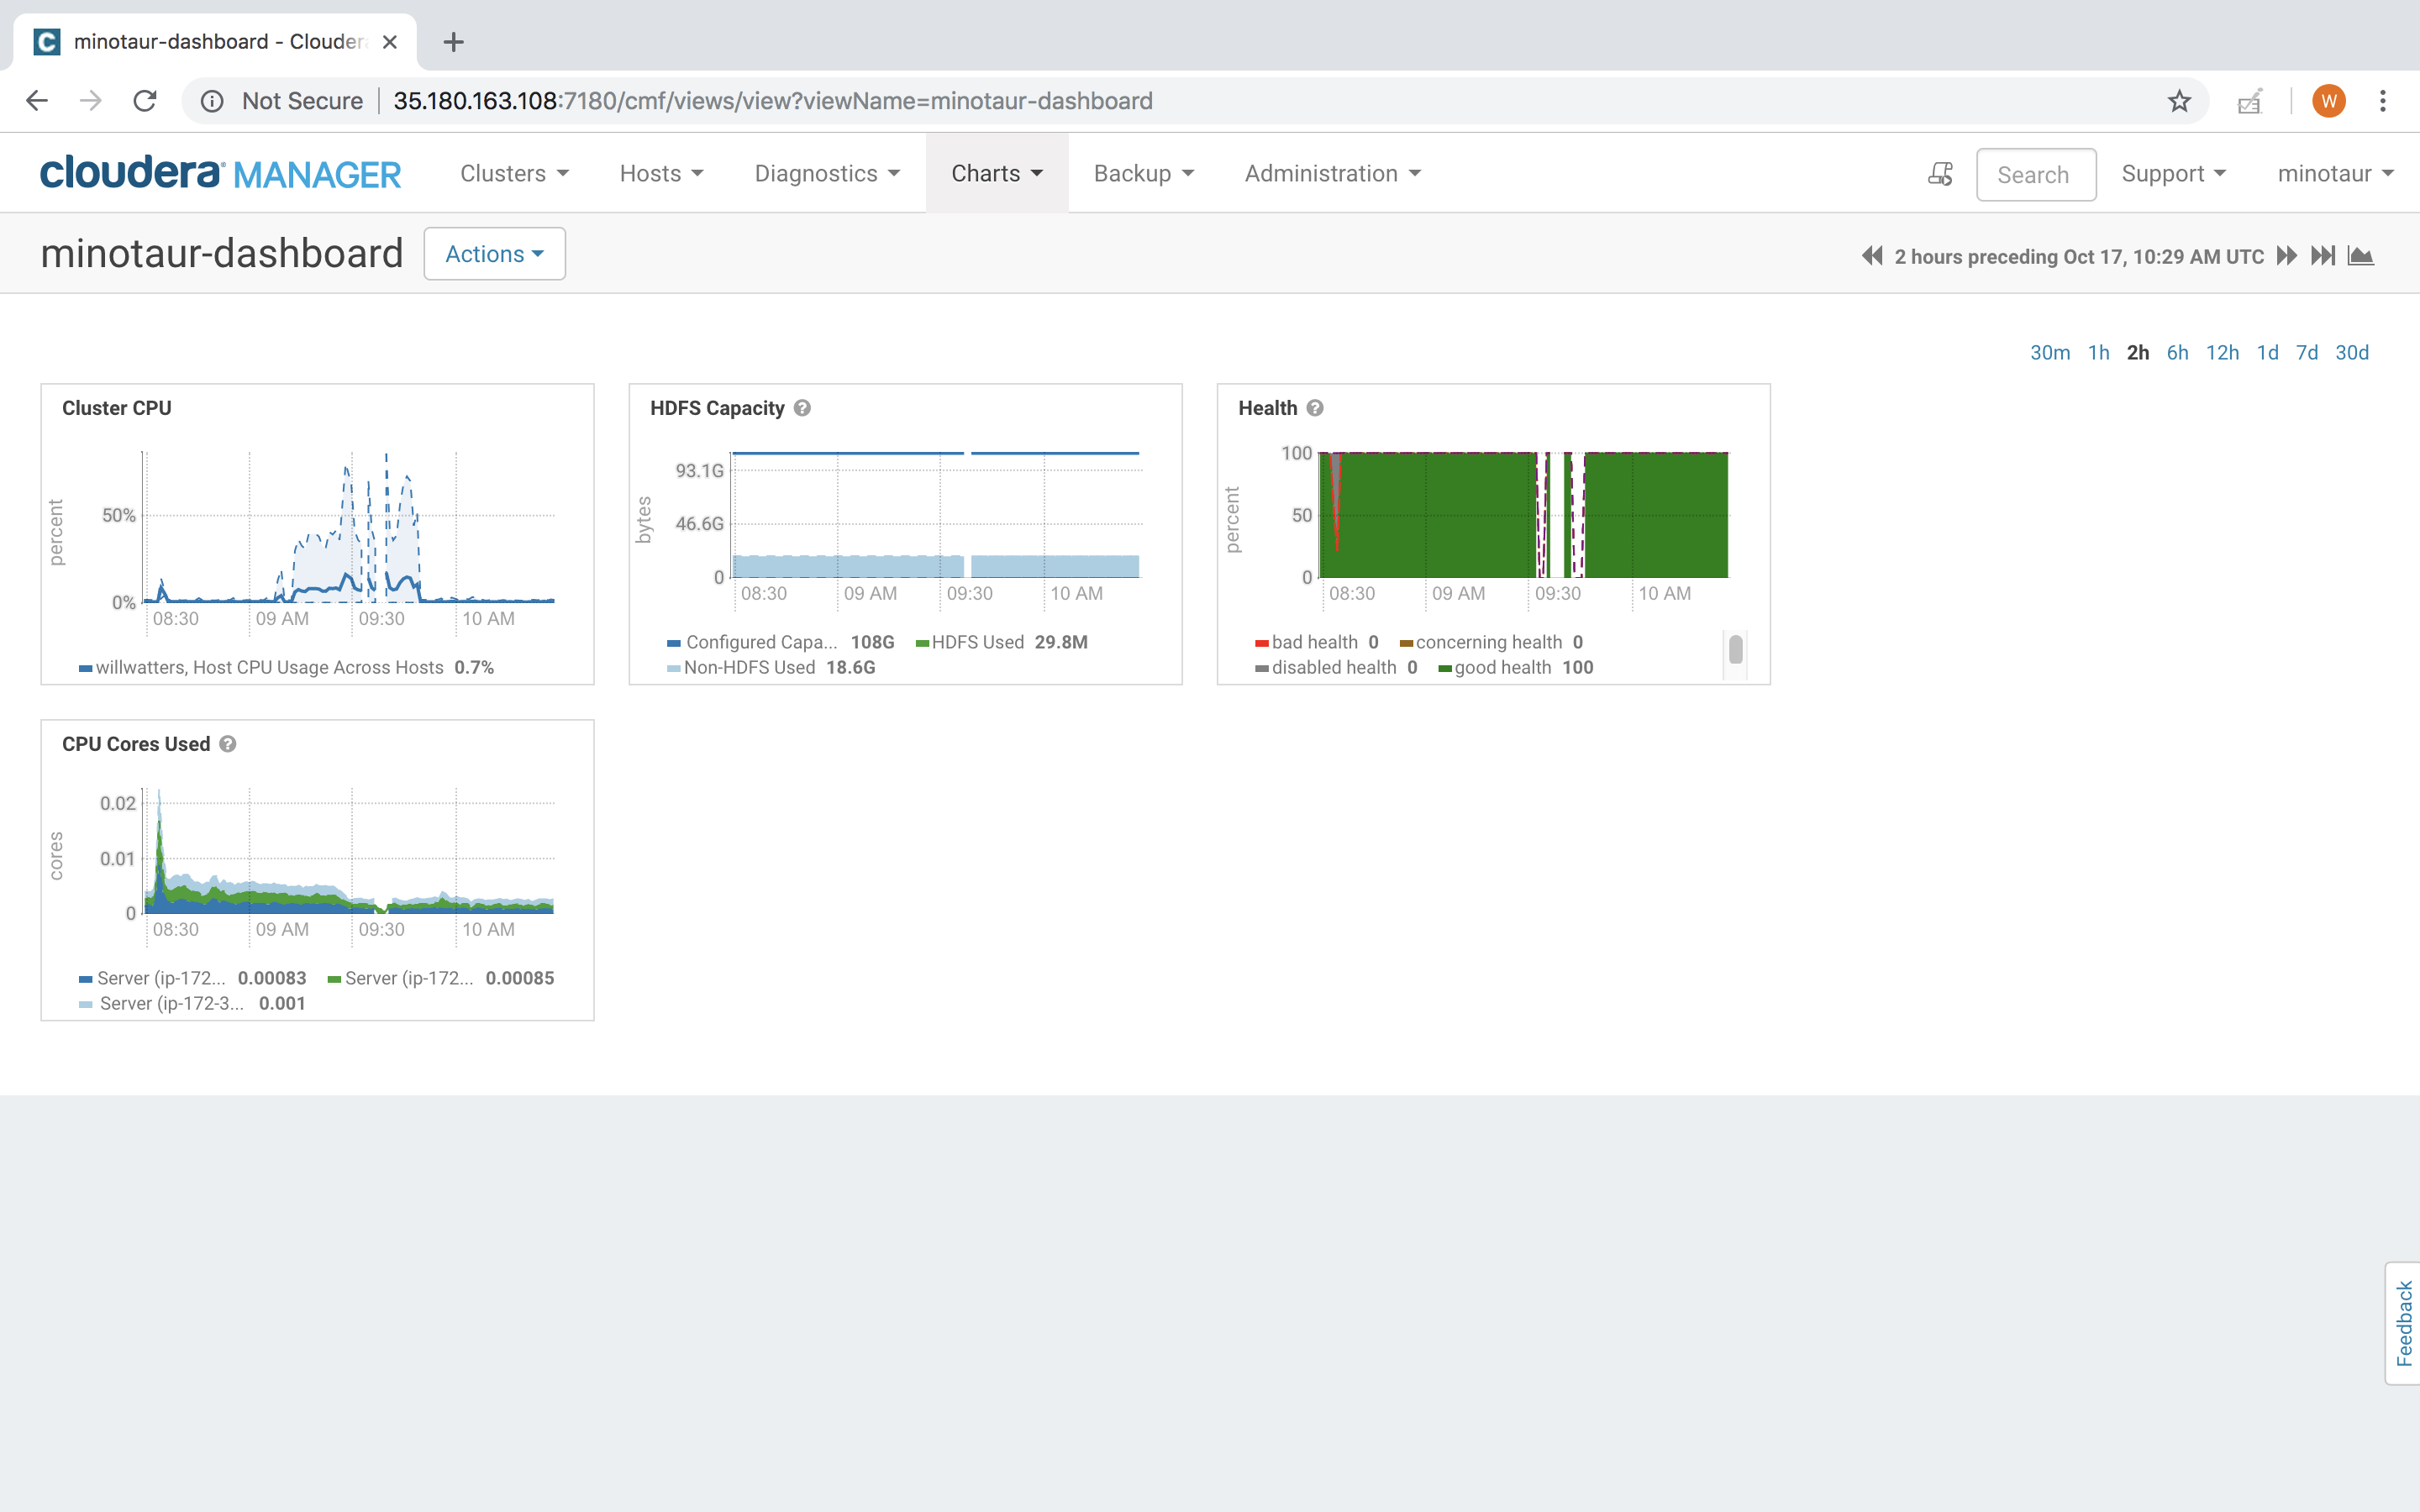 minotaur-dashboard - Clouder
Not Secure 35.180.163.108:7180/cmf/views/view?viewName=minotaur-dashboard
W
cloudera MANAGER Clusters Hosts Diagnostics Charts Backup Administration Search Support minotaur
minotaur-dashboard Actions 2 hours preceding Oct 17, 10:29 AM UTC
30m 1h 2h 6h 12h 1d 7d 30d
Cluster CPU
percent
50%
0%
08:30 09 AM 09:30 10 AM
willwatters, Host CPU Usage Across Hosts 0.7%
HDFS Capacity
bytes
93.1G
46.6G
0
08:30 09 AM 09:30 10 AM
Configured Capa... 108G HDFS Used 29.8M
Non-HDFS Used 18.6G
Health
percent
100
50
0
08:30 09 AM 09:30 10 AM
bad health 0 concerning health 0
disabled health 0 good health 100
CPU Cores Used
cores
0.02
0.01
0
08:30 09 AM 09:30 10 AM
Server (ip-172... 0.00083 Server (ip-172... 0.00085
Server (ip-172-3... 0.001
Feedback